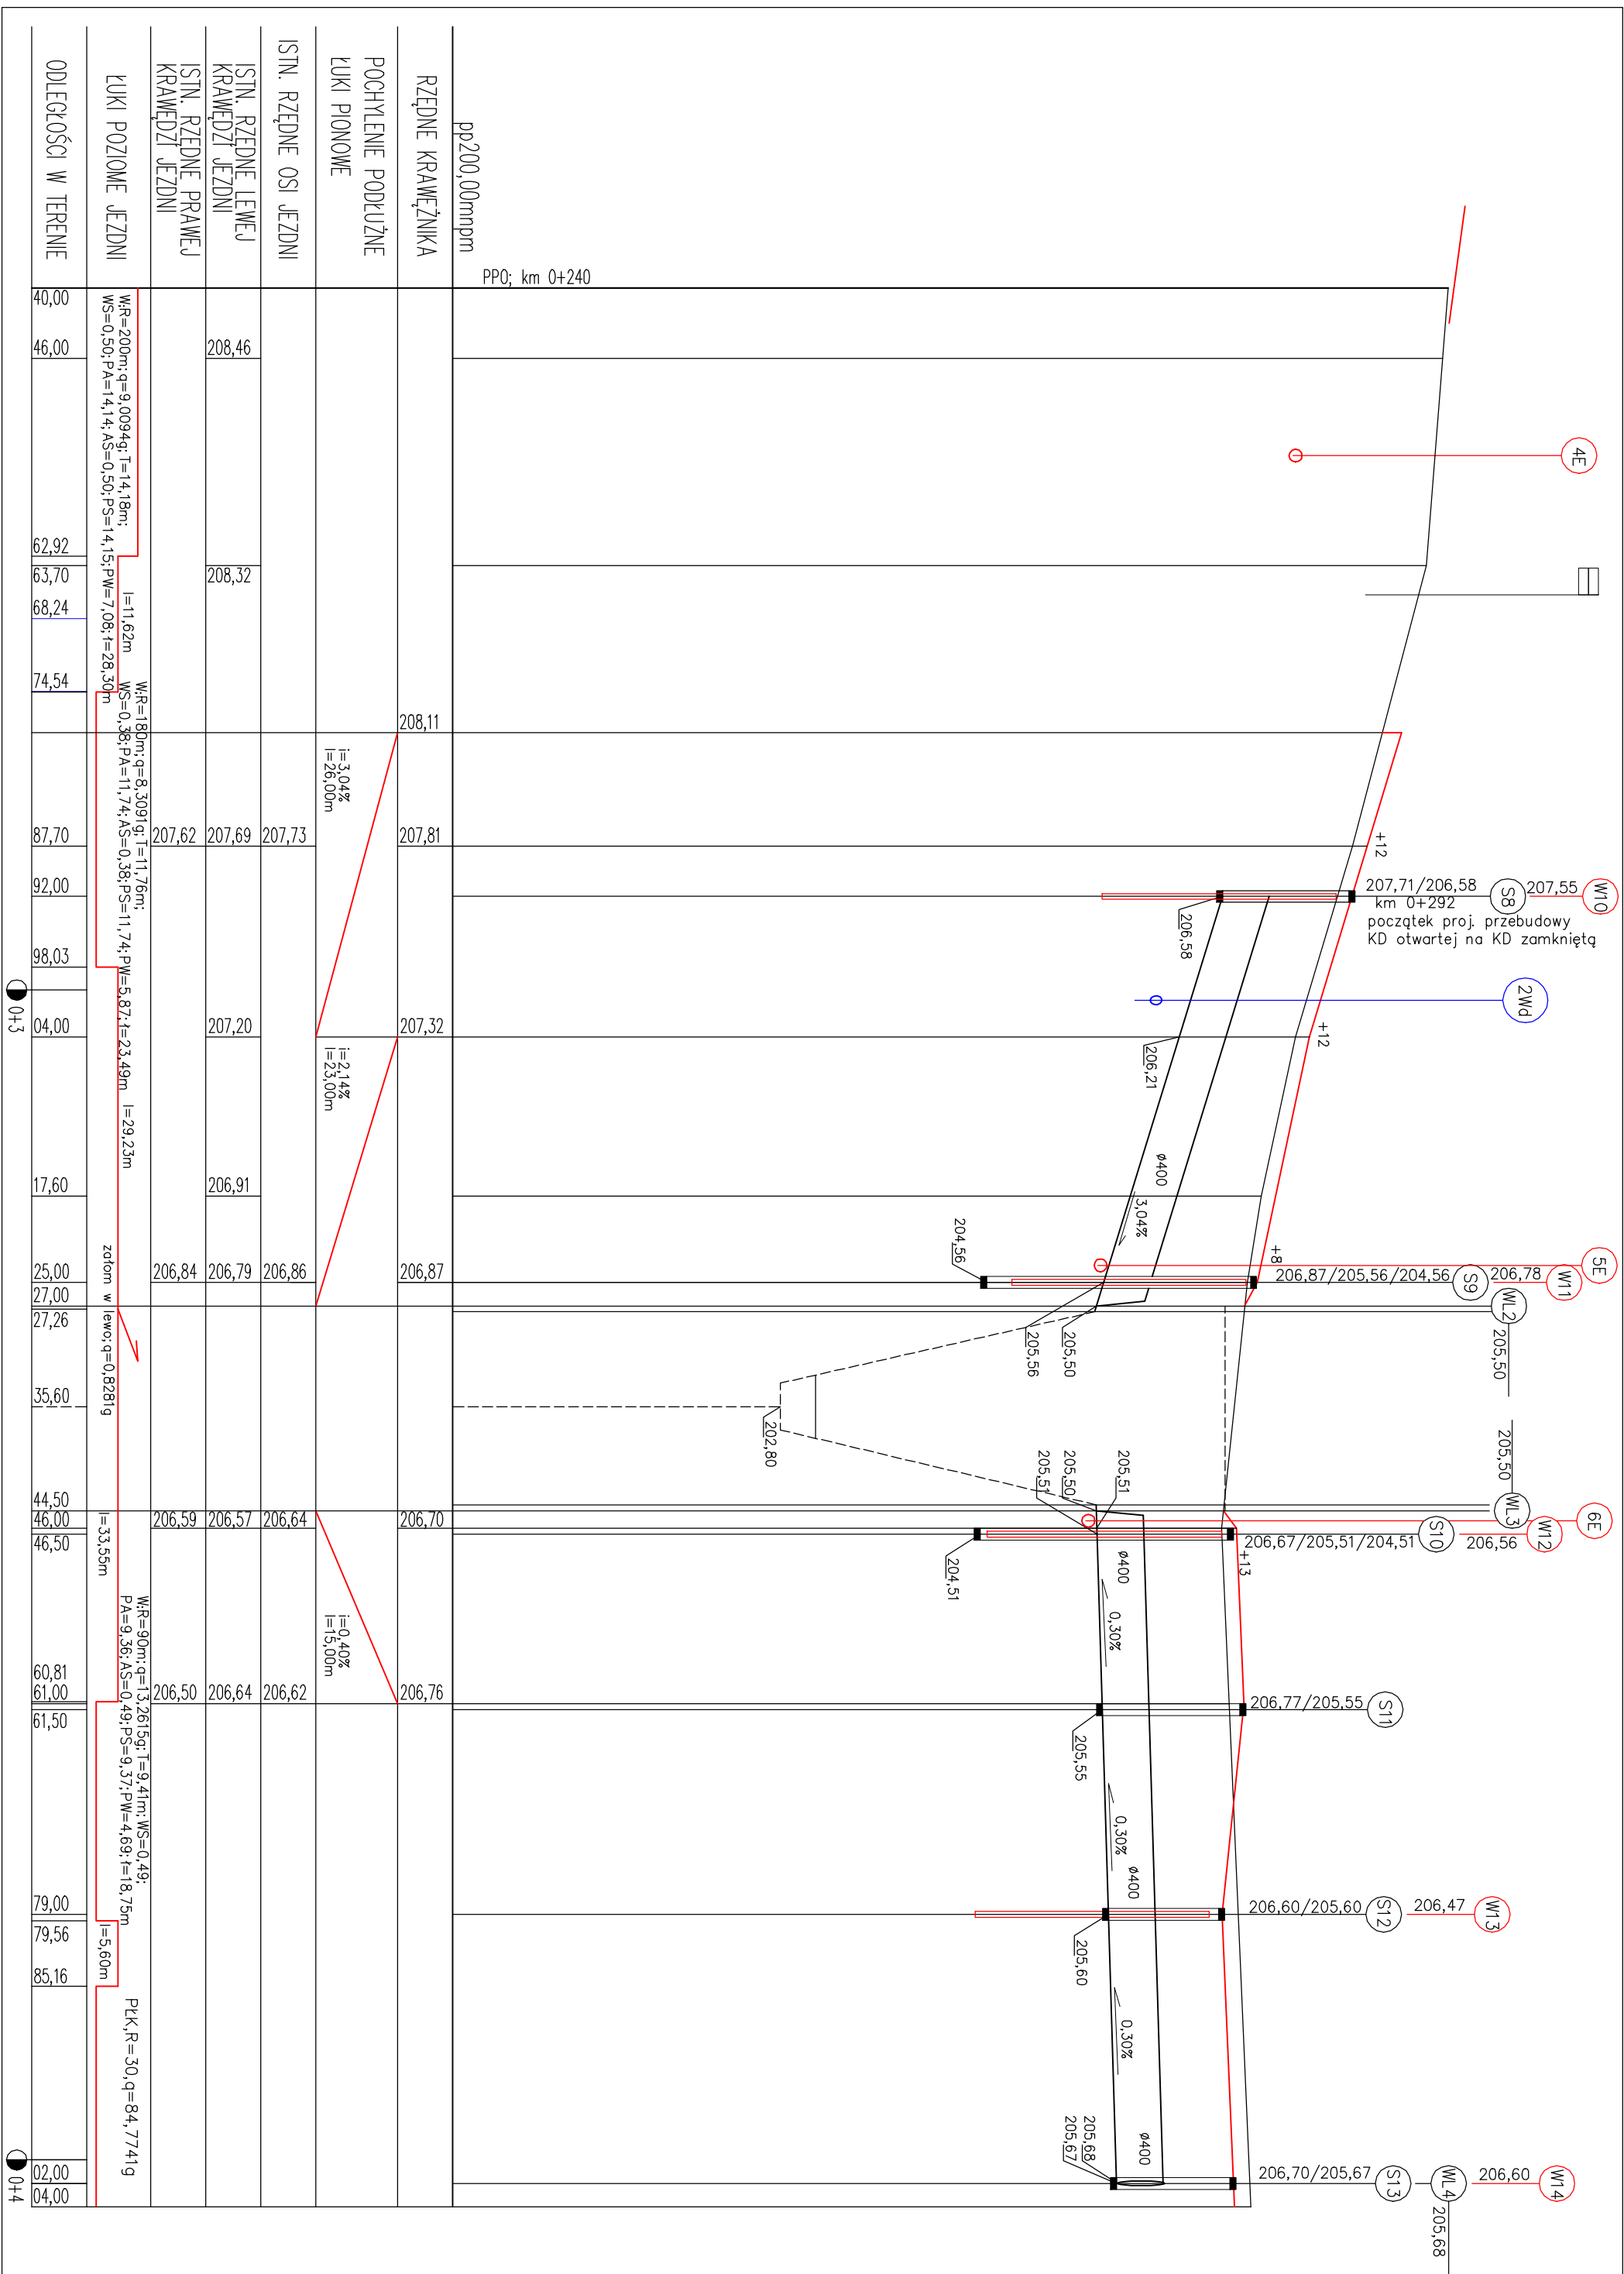 pp200,00mnpm
PPO; km 0+240
RZĘDNE KRAWĘŻNIKA
208,11
207,81
207,32
206,87
206,70
206,76
POCHYLENIE PODŁUŻNE
ŁUKI PIONOWE
i=3,04%
l=26,00m
i=2,14%
l=23,00m
i=0,40%
l=15,00m
ISTN. RZĘDNE OSI JEZDNI
207,73
206,86
206,64
206,62
ISTN. RZĘDNE LEWEJ
KRAWĘDZI JEZDNI
208,46
208,32
207,69
207,20
206,91
206,79
206,57
206,64
ISTN. RZĘDNE PRAWEJ
KRAWĘDZI JEZDNI
207,62
206,84
206,59
206,50
ŁUKI POZIOME JEZDNI
W:R=200m;q=9,0094g;T=14,18m;
WS=0,50;PA=14,14;AS=0,50;PS=14,15;PW=7,08;ł=28,30m
l=11,62m
W:R=180m;q=8,3091g;T=11,76m;
WS=0,38;PA=11,74;AS=0,38;PS=11,74;PW=5,87;ł=23,49m
l=29,23m
załom w lewo;q=0,8281g
l=33,55m
W:R=90m;q=13,2615g;T=9,41m;WS=0,49;
PA=9,36;AS=0,49;PS=9,37;PW=4,69;ł=18,75m
l=5,60m
PŁK,R=30,q=84,7741g
ODLEGŁOŚCI W TERENIE
40,00
46,00
62,92
63,70
68,24
74,54
87,70
92,00
98,03
04,00
17,60
25,00
27,00
27,26
35,60
44,50
46,00
46,50
60,81
61,00
61,50
79,00
79,56
85,16
02,00
04,00
0+3
0+4
4E
W10
207,55
S8
207,71/206,58
km 0+292
początek proj. przebudowy
KD otwartej na KD zamkniętą
+12
206,58
2Wd
+12
206,21
ø400
3,04%
5E
W11
206,78
S9
206,87/205,56/204,56
+8
204,56
WL2
205,50
205,50
205,56
202,80
205,50
WL3
6E
W12
206,56
S10
206,67/205,51/204,51
+13
205,51
205,50
205,51
204,51
ø400
0,30%
S11
206,77/205,55
205,55
0,30%
ø400
W13
206,47
S12
206,60/205,60
205,60
0,30%
ø400
W14
206,60
WL4
205,68
S13
206,70/205,67
205,68
205,67